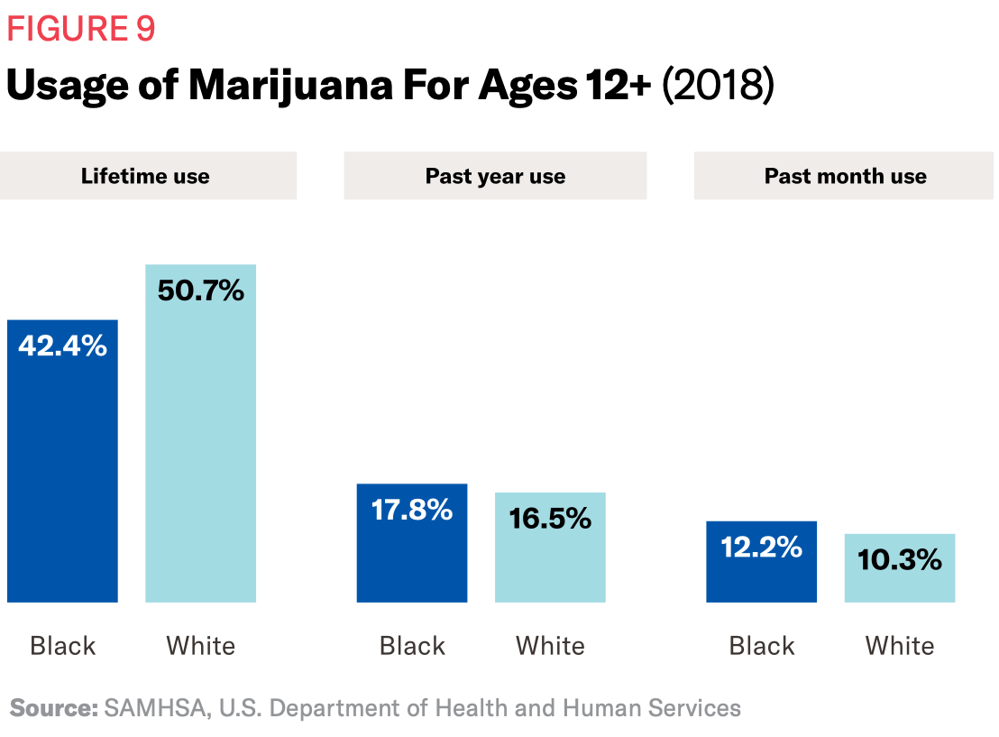 FIGURE 9
Usage of Marijuana For Ages 12+ (2018)
Lifetime use
Past year use
Past month use
42.4%
50.7%
17.8%
16.5%
12.2%
10.3%
Black
White
Black
White
Black
White
Source: SAMHSA, U.S. Department of Health and Human Services